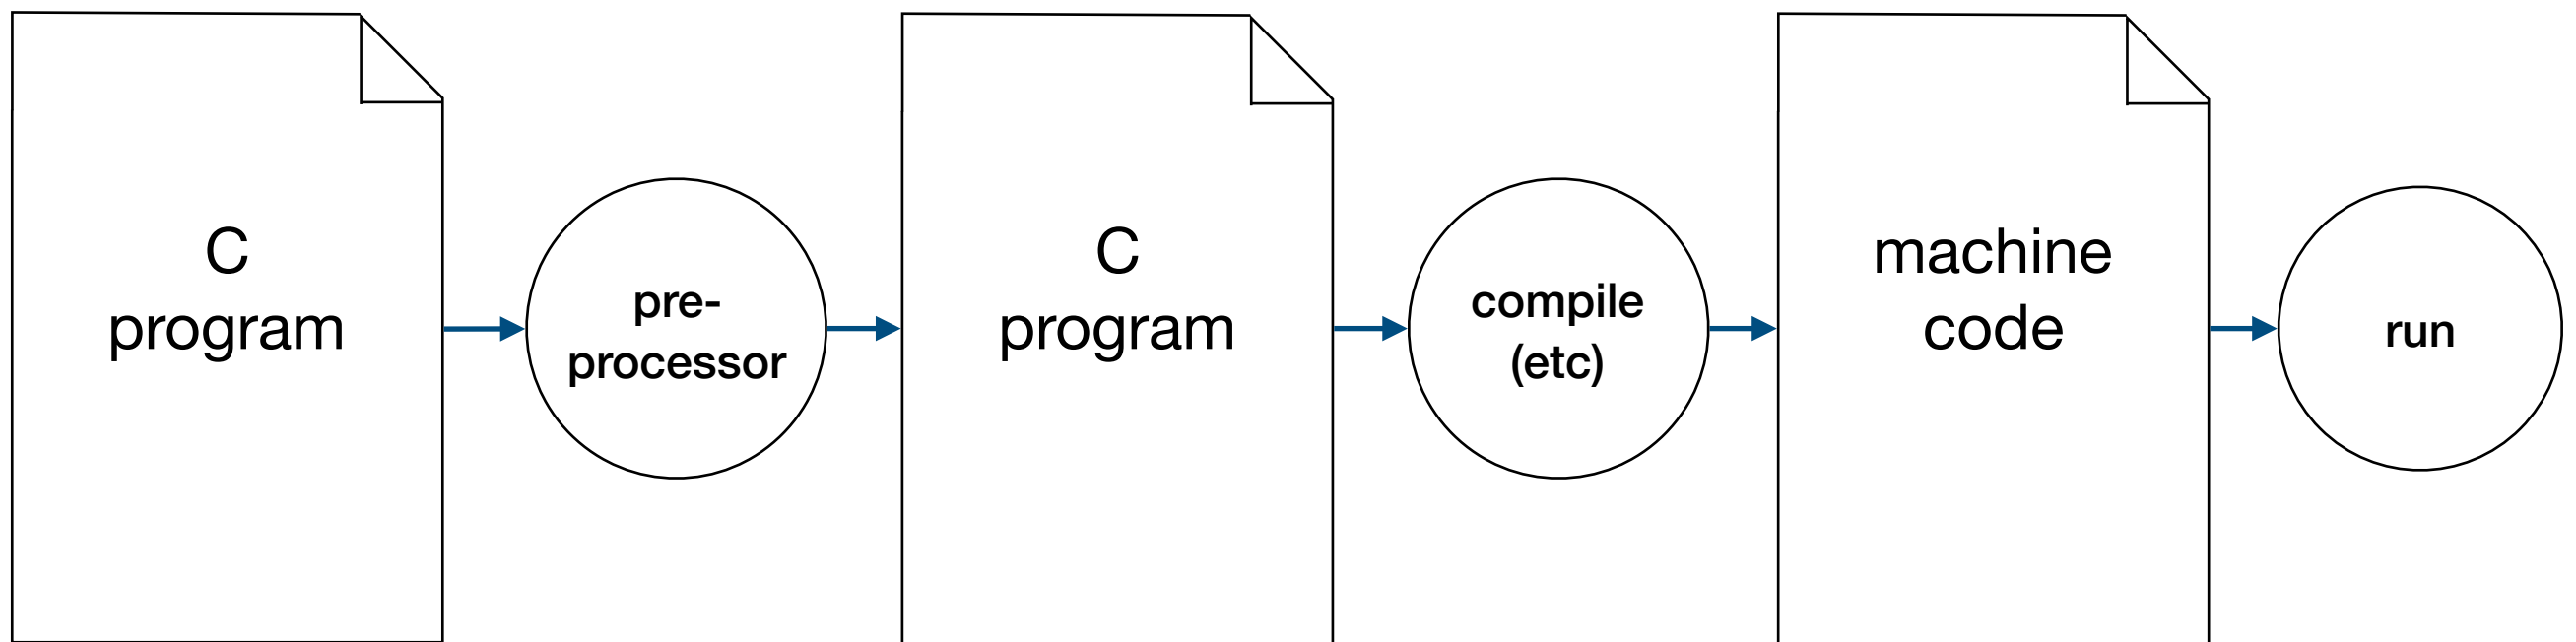 C
program
pre-
processor
C
program
compile
(etc)
machine
code
run